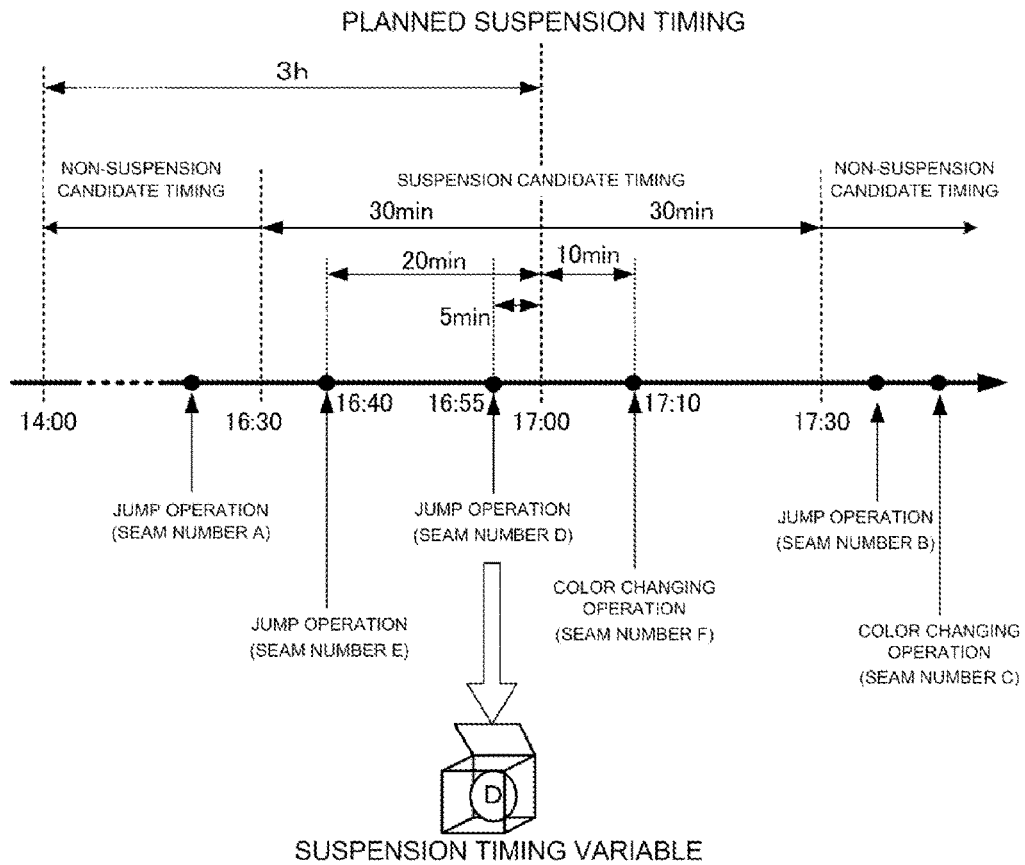 PLANNED SUSPENSION TIMING
3h
NON-SUSPENSION
CANDIDATE TIMING
SUSPENSION CANDIDATE TIMING
NON-SUSPENSION
CANDIDATE TIMING
30min
30min
20min
10min
5min
14:00
16:30
16:40
16:55
17:00
17:10
17:30
JUMP OPERATION
(SEAM NUMBER A)
JUMP OPERATION
(SEAM NUMBER D)
JUMP OPERATION
(SEAM NUMBER B)
COLOR CHANGING
OPERATION
(SEAM NUMBER F)
JUMP OPERATION
(SEAM NUMBER E)
COLOR CHANGING
OPERATION
(SEAM NUMBER C)
D
SUSPENSION TIMING VARIABLE